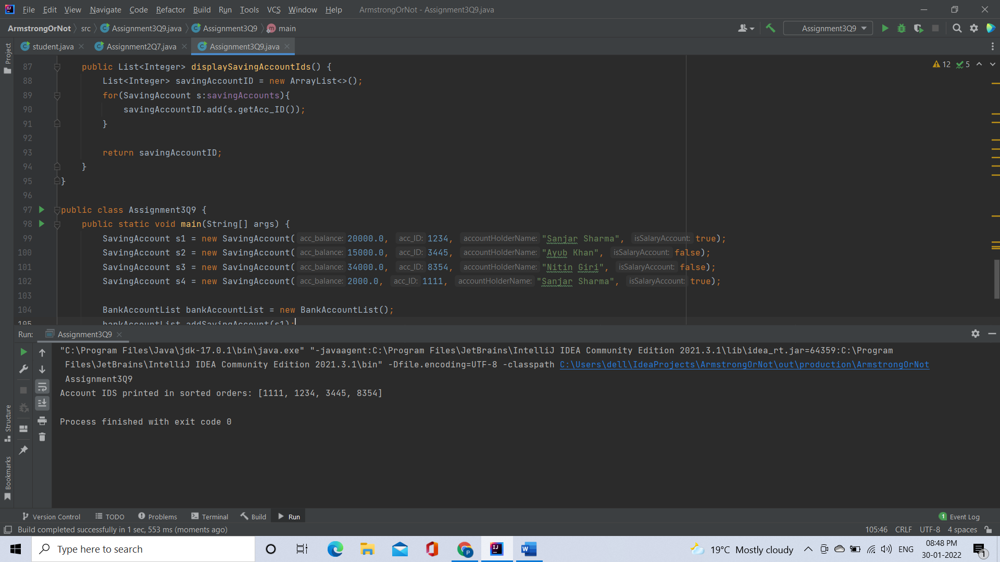 File Edit View Navigate Code Refactor Build Run Tools VCS Window Help ArmstrongOrNot - Assignment3Q9.java
ArmstrongOrNot src Assignment3Q9.java Assignment3Q9 main Assignment3Q9
student.java Assignment2Q7.java Assignment3Q9.java
Project
12 5
87 public List<Integer> displaySavingAccountIds() {
88 List<Integer> savingAccountID = new ArrayList<>();
89 for(SavingAccount s:savingAccounts){
90 savingAccountID.add(s.getAcc_ID());
91 }
92
93 return savingAccountID;
94 }
95 }
96
97 public class Assignment3Q9 {
98 public static void main(String[] args) {
99 SavingAccount s1 = new SavingAccount( acc_balance: 20000.0, acc_ID: 1234, accountHolderName: "Sanjar Sharma", isSalaryAccount: true);
100 SavingAccount s2 = new SavingAccount( acc_balance: 15000.0, acc_ID: 3445, accountHolderName: "Ayub Khan", isSalaryAccount: false);
101 SavingAccount s3 = new SavingAccount( acc_balance: 34000.0, acc_ID: 8354, accountHolderName: "Nitin Giri", isSalaryAccount: false);
102 SavingAccount s4 = new SavingAccount( acc_balance: 2000.0, acc_ID: 1111, accountHolderName: "Sanjar Sharma", isSalaryAccount: true);
103
104 BankAccountList bankAccountList = new BankAccountList();
105 bankAccountList.addSavingAccount(s1);
Run: Assignment3Q9
"C:\Program Files\Java\jdk-17.0.1\bin\java.exe" "-javaagent:C:\Program Files\JetBrains\IntelliJ IDEA Community Edition 2021.3.1\lib\idea_rt.jar=64359:C:\Program
Files\JetBrains\IntelliJ IDEA Community Edition 2021.3.1\bin" -Dfile.encoding=UTF-8 -classpath C:\Users\dell\IdeaProjects\ArmstrongOrNot\out\production\ArmstrongOrNot
Assignment3Q9
Account IDS printed in sorted orders: [1111, 1234, 3445, 8354]
Process finished with exit code 0
Structure
Bookmarks
Version Control TODO Problems Terminal Build Run 1 Event Log
Build completed successfully in 1 sec, 553 ms (moments ago) 105:46 CRLF UTF-8 4 spaces
Type here to search 19°C Mostly cloudy ENG 08:48 PM
30-01-2022 1